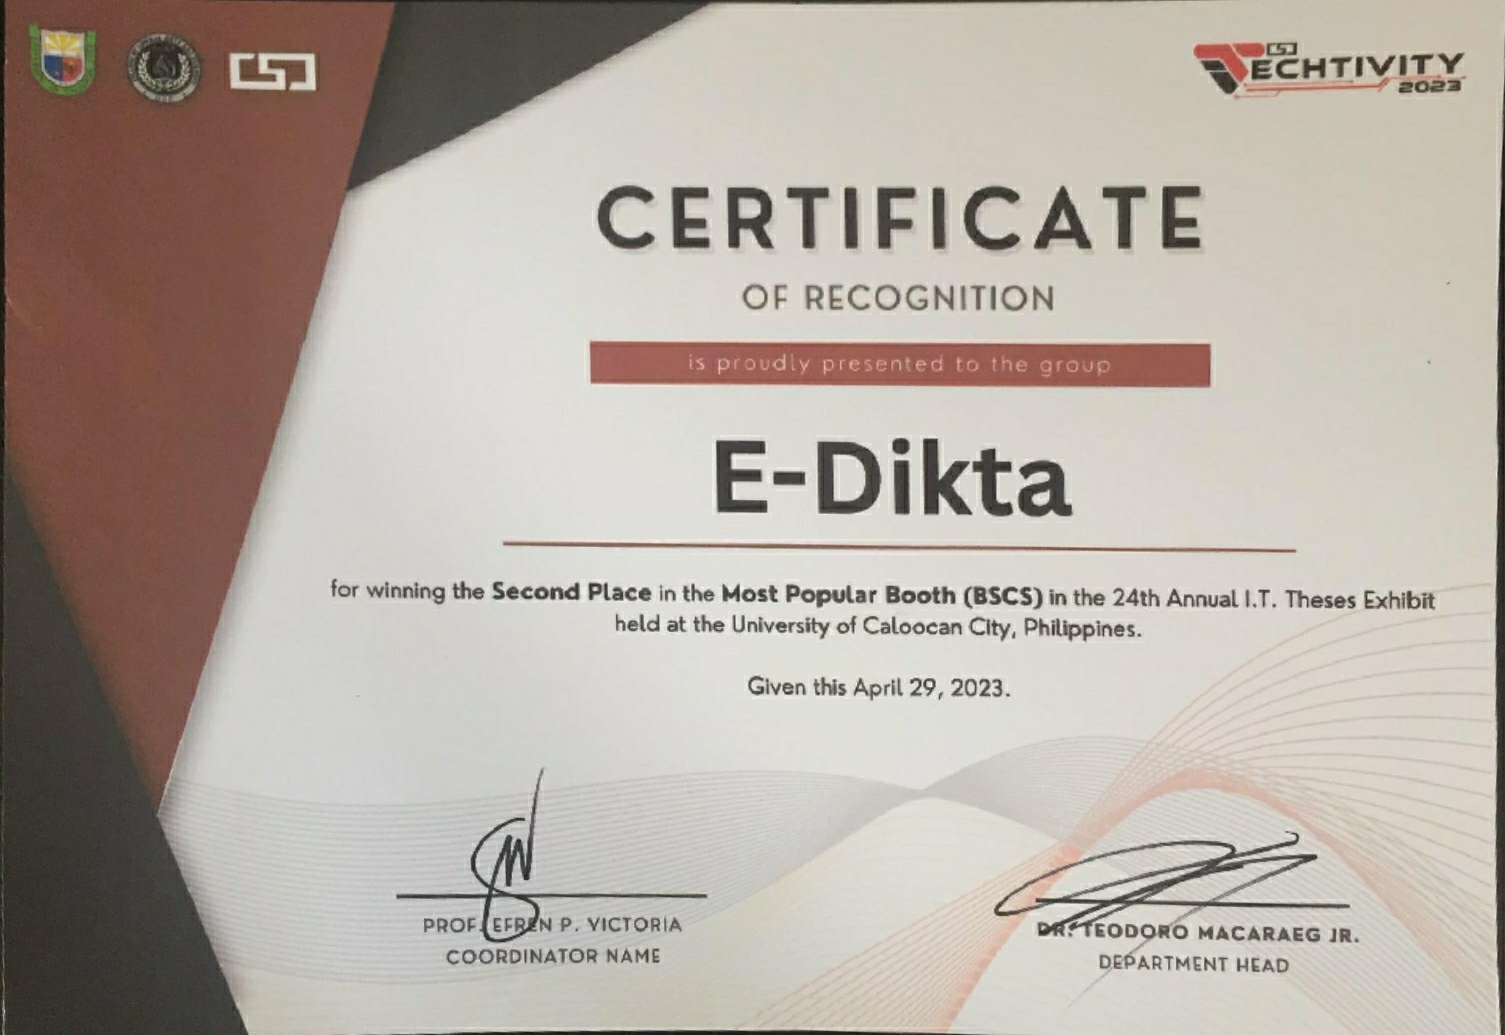 CSD
TECHTIVITY
2023
CERTIFICATE
OF RECOGNITION
is proudly presented to the group
E-Dikta
for winning the Second Place in the Most Popular Booth (BSCS) in the 24th Annual I.T. Theses Exhibit
held at the University of Caloocan City, Philippines.
Given this April 29, 2023.
PROF. EFREN P. VICTORIA
COORDINATOR NAME
DR. TEODORO MACARAEG JR.
DEPARTMENT HEAD